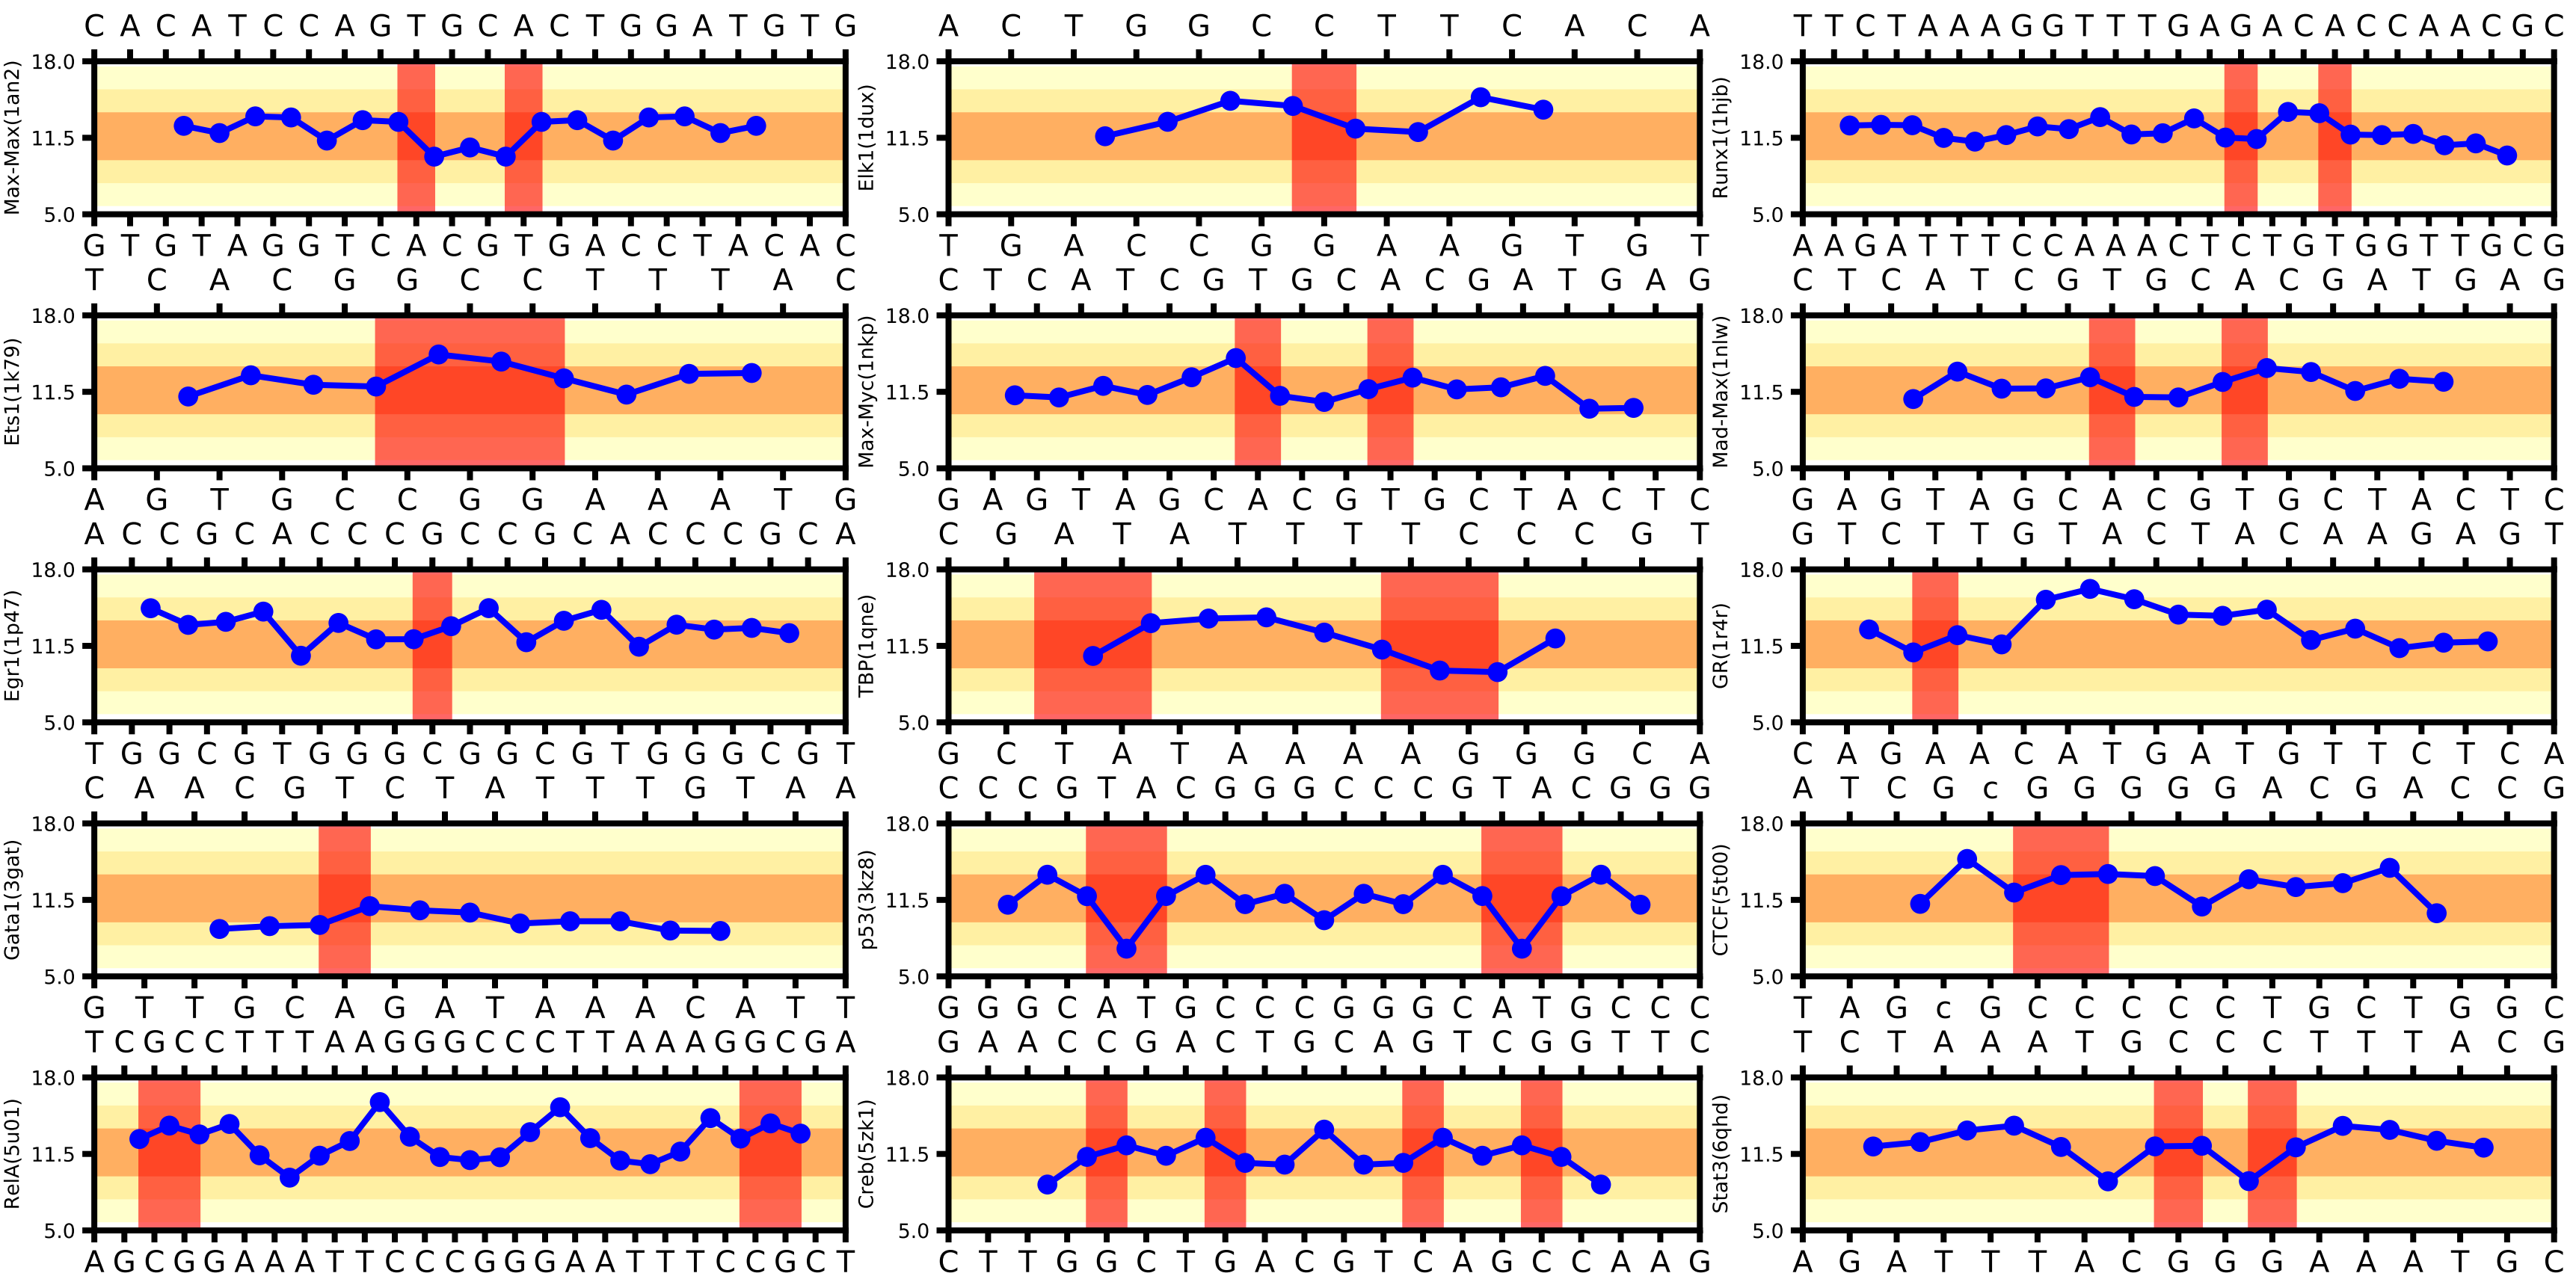 C A C A T C C A G T G C A C T G G A T G T G
18.0
11.5
5.0
Max-Max(1an2)
G T G T A G G T C A C G T G A C C T A C A C
A C T G G C C T T C A C A
18.0
11.5
5.0
Elk1(1dux)
T G A C C G G A A G T G T
T T C T A A A G G T T T G A G A C A C C A A C G C
18.0
11.5
5.0
Runx1(1hjb)
A A G A T T T C C A A A C T C T G T G G T T G C G
T C A C G G C C T T T A C
18.0
11.5
5.0
Ets1(1k79)
A G T G C C G G A A A T G
C T C A T C G T G C A C G A T G A G
18.0
11.5
5.0
Max-Myc(1nkp)
G A G T A G C A C G T G C T A C T C
C T C A T C G T G C A C G A T G A G
18.0
11.5
5.0
Mad-Max(1nlw)
G A G T A G C A C G T G C T A C T C
A C C G C A C C C G C C G C A C C C G C A
18.0
11.5
5.0
Egr1(1p47)
T G G C G T G G G C G G C G T G G G C G T
C G A T A T T T T C C C G T
18.0
11.5
5.0
TBP(1qne)
G C T A T A A A A G G G C A
G T C T T G T A C T A C A A G A G T
18.0
11.5
5.0
GR(1r4r)
C A G A A C A T G A T G T T C T C A
C A A C G T C T A T T T G T A A
18.0
11.5
5.0
Gata1(3gat)
G T T G C A G A T A A A C A T T
C C C G T A C G G G C C C G T A C G G G
18.0
11.5
5.0
p53(3kz8)
G G G C A T G C C C G G G C A T G C C C
A T C G c G G G G G A C G A C C G
18.0
11.5
5.0
CTCF(5t00)
T A G c G C C C C C T G C T G G C
T C G C C T T T A A G G G C C C T T A A A G G C G A
18.0
11.5
5.0
RelA(5u01)
A G C G G A A A T T C C C G G G A A T T T C C G C T
G A A C C G A C T G C A G T C G G T T C
18.0
11.5
5.0
Creb(5zk1)
C T T G G C T G A C G T C A G C C A A G
T C T A A A T G C C C T T T A C G
18.0
11.5
5.0
Stat3(6qhd)
A G A T T T A C G G G A A A T G C